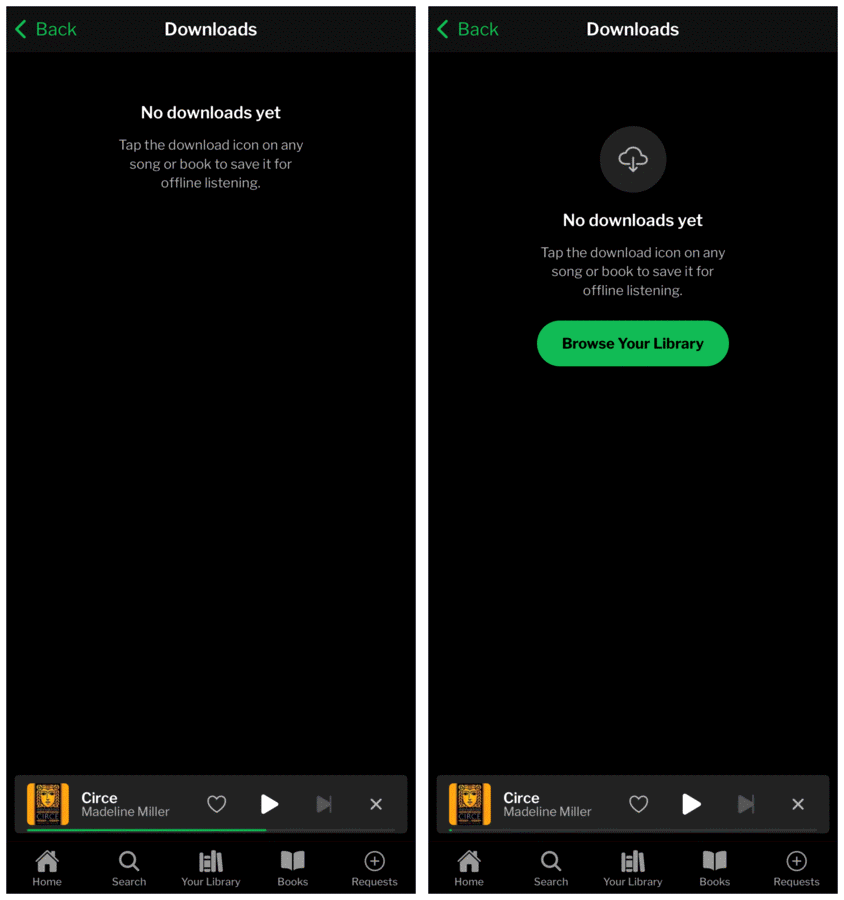 Back
Downloads
No downloads yet
Tap the download icon on any
song or book to save it for
offline listening.
CIRCE
Circe
Madeline Miller
Home
Search
Your Library
Books
Requests
Back
Downloads
No downloads yet
Tap the download icon on any
song or book to save it for
offline listening.
Browse Your Library
CIRCE
Circe
Madeline Miller
Home
Search
Your Library
Books
Requests